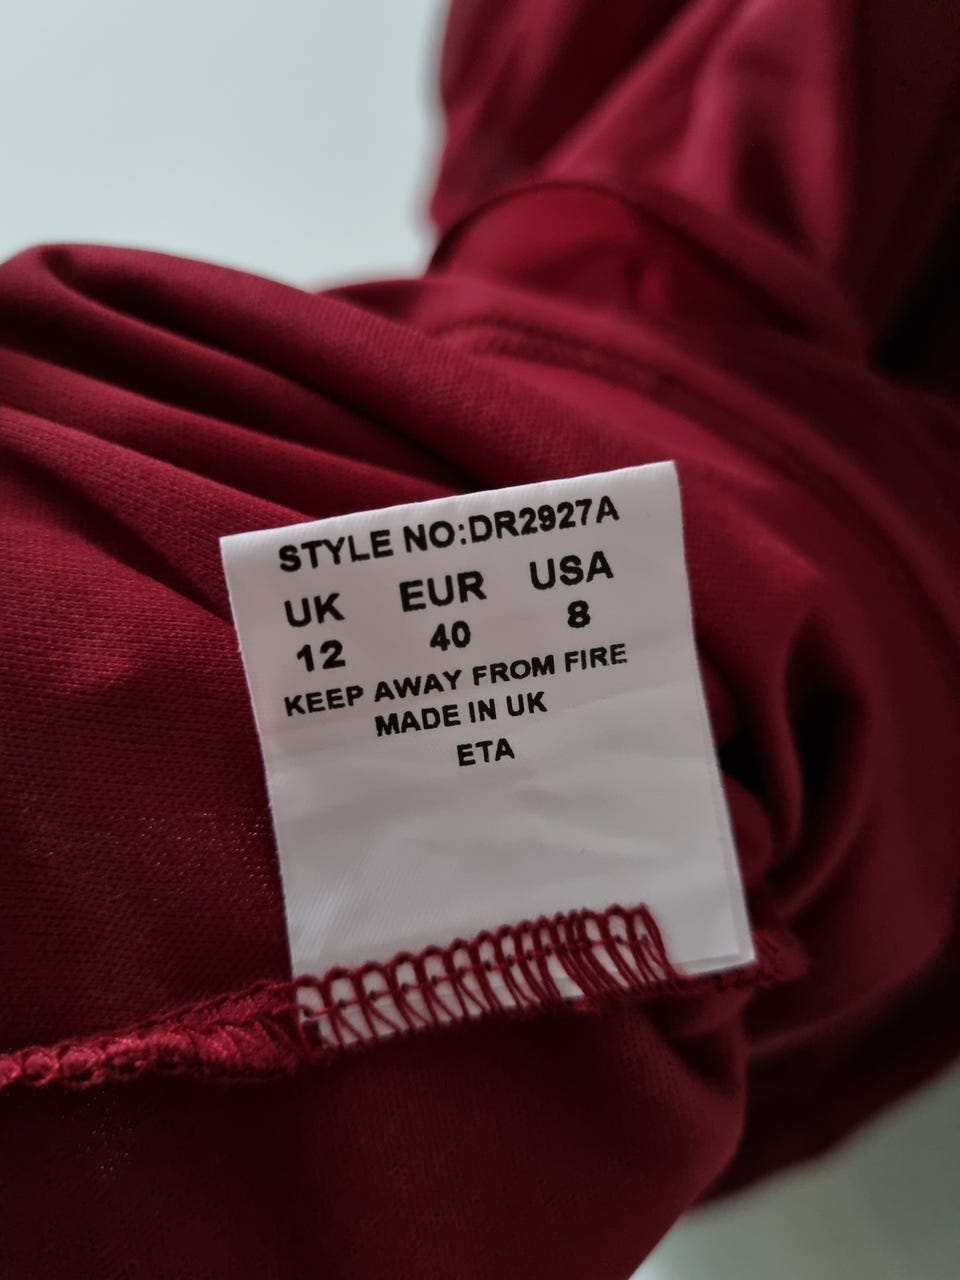 STYLE NO:DR2927A
UK EUR USA
12 40 8
KEEP AWAY FROM FIRE
MADE IN UK
ETA